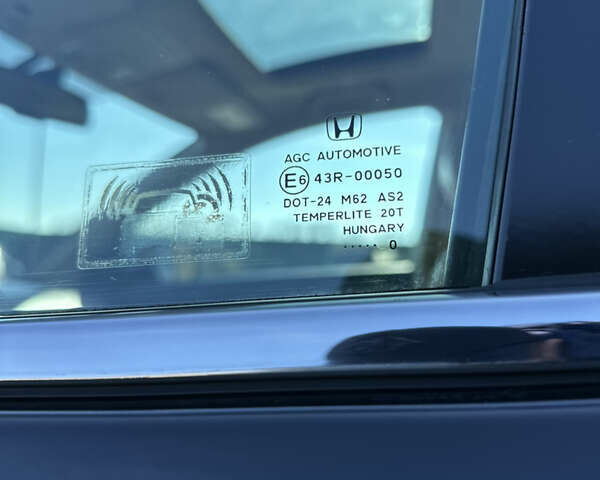 AGC AUTOMOTIVE
E6 43R-00050
DOT-24 M62 AS2
TEMPERLITE 20T
HUNGARY
..... 0